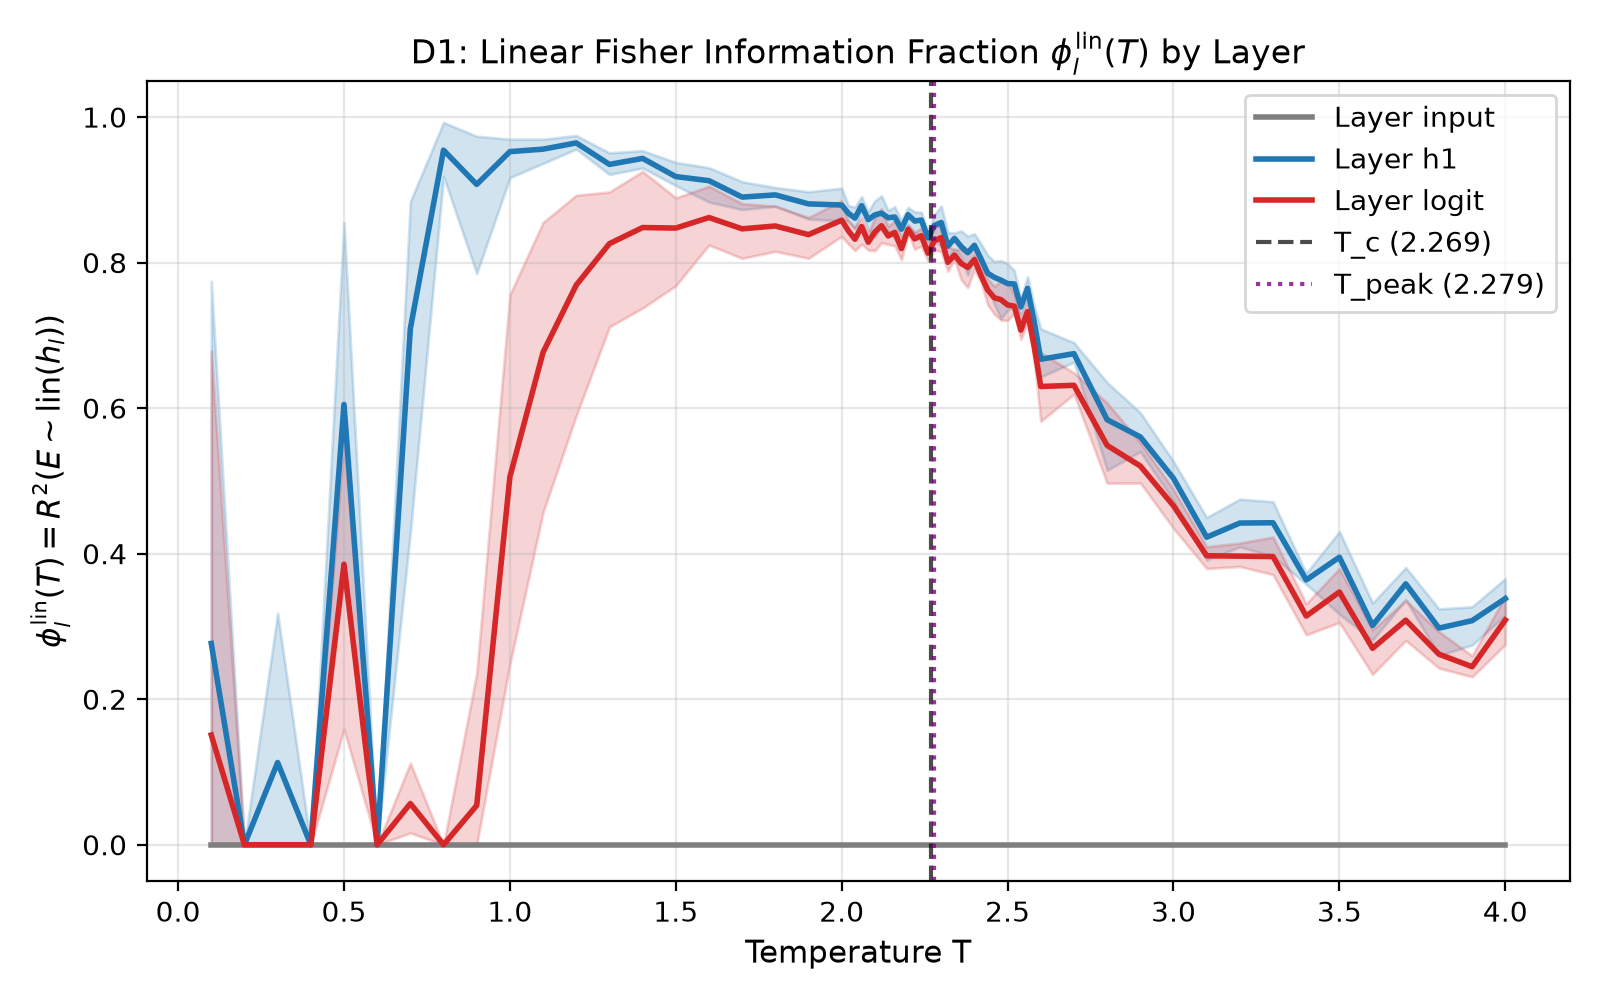 D1: Linear Fisher Information Fraction $\phi_l^{\mathrm{lin}}(T)$ by Layer
$\phi_l^{\mathrm{lin}}(T) = R^2(E \sim \mathrm{lin}(h_l))$
1.0
0.8
0.6
0.4
0.2
0.0
Layer input
Layer h1
Layer logit
T_c (2.269)
T_peak (2.279)
0.0 0.5 1.0 1.5 2.0 2.5 3.0 3.5 4.0
Temperature T